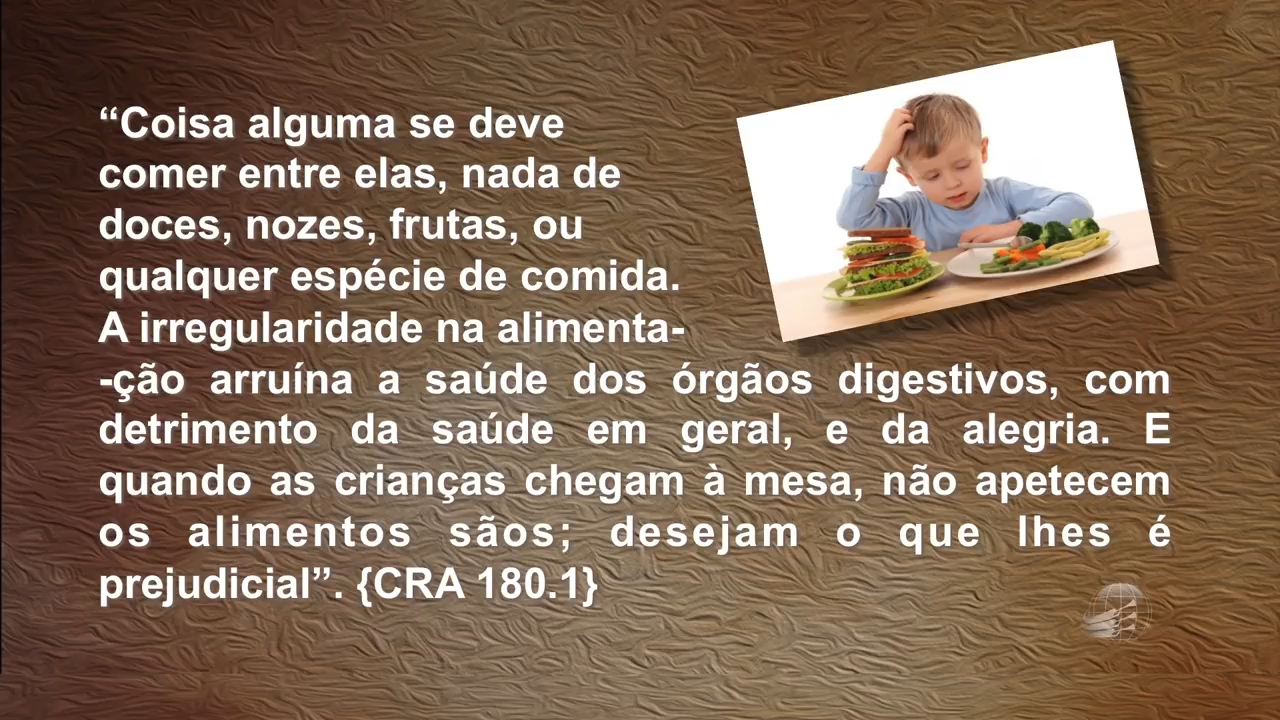 “Coisa alguma se deve
comer entre elas, nada de
doces, nozes, frutas, ou
qualquer espécie de comida.
A irregularidade na alimenta-
-ção arruína a saúde dos órgãos digestivos, com
detrimento da saúde em geral, e da alegria. E
quando as crianças chegam à mesa, não apetecem
os alimentos sãos; desejam o que lhes é
prejudicial”. {CRA 180.1}